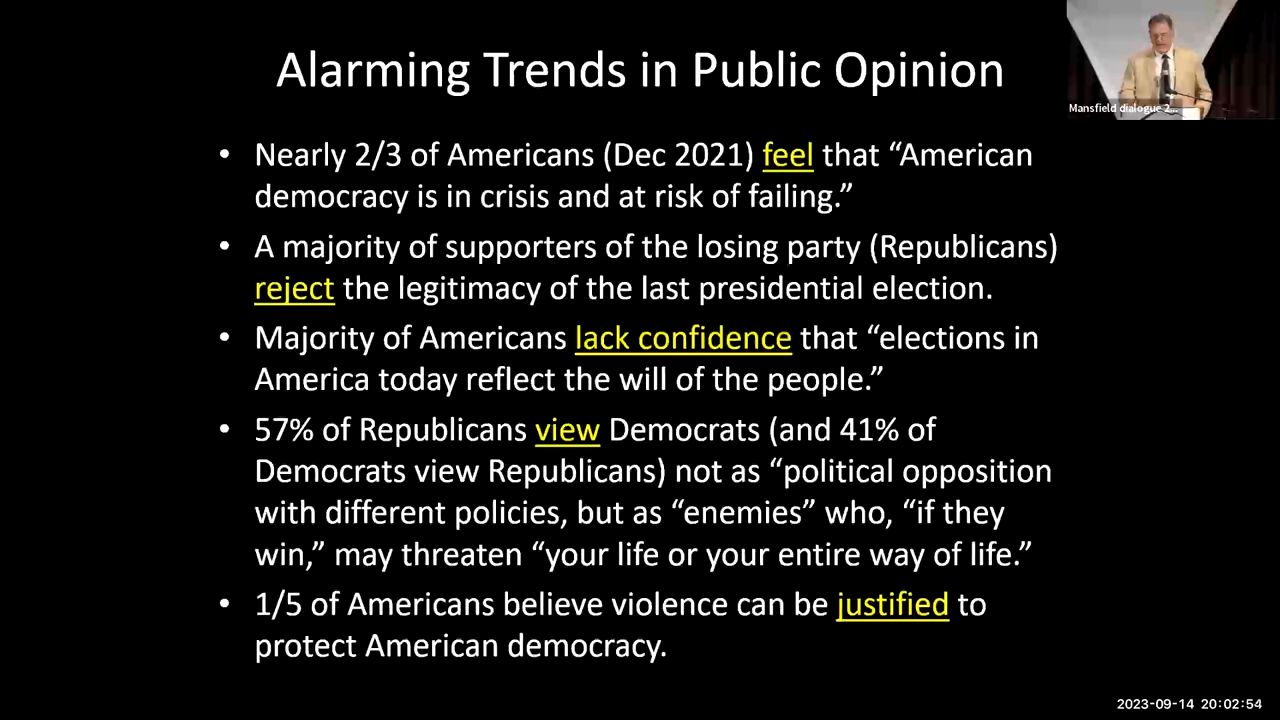 Alarming Trends in Public Opinion
• Nearly 2/3 of Americans (Dec 2021) feel that “American
democracy is in crisis and at risk of failing.”
• A majority of supporters of the losing party (Republicans)
reject the legitimacy of the last presidential election.
• Majority of Americans lack confidence that “elections in
America today reflect the will of the people.”
• 57% of Republicans view Democrats (and 41% of
Democrats view Republicans) not as “political opposition
with different policies, but as “enemies” who, “if they
win,” may threaten “your life or your entire way of life.”
• 1/5 of Americans believe violence can be justified to
protect American democracy.
Mansfield dialogue 2...
2023-09-14 20:02:54